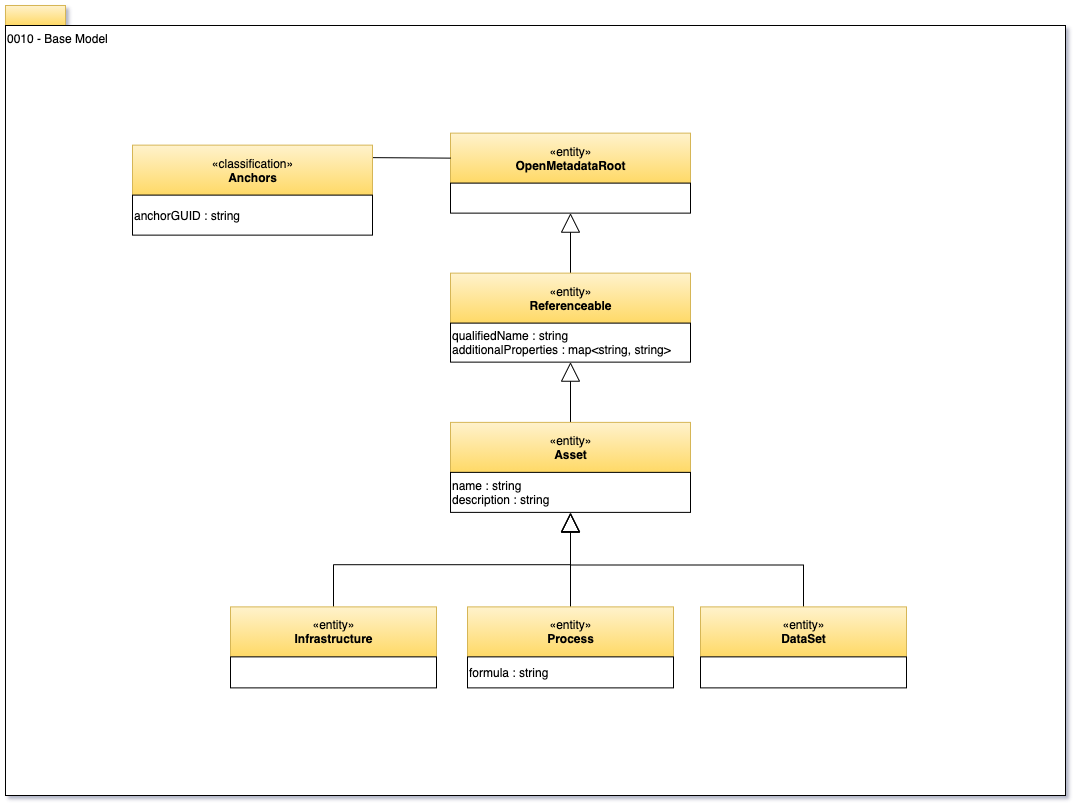 0010 - Base Model
«classification»
Anchors
anchorGUID : string
«entity»
OpenMetadataRoot
«entity»
Referenceable
qualifiedName : string
additionalProperties : map<string, string>
«entity»
Asset
name : string
description : string
«entity»
Infrastructure
«entity»
Process
formula : string
«entity»
DataSet